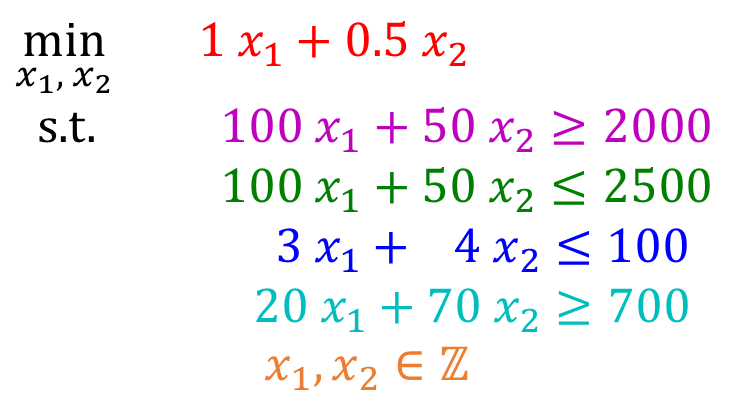 min 1 x₁ + 0.5 x₂
x₁, x₂
s.t. 100 x₁ + 50 x₂ ≥ 2000
100 x₁ + 50 x₂ ≤ 2500
3 x₁ + 4 x₂ ≤ 100
20 x₁ + 70 x₂ ≥ 700
x₁, x₂ ∈ ℤ